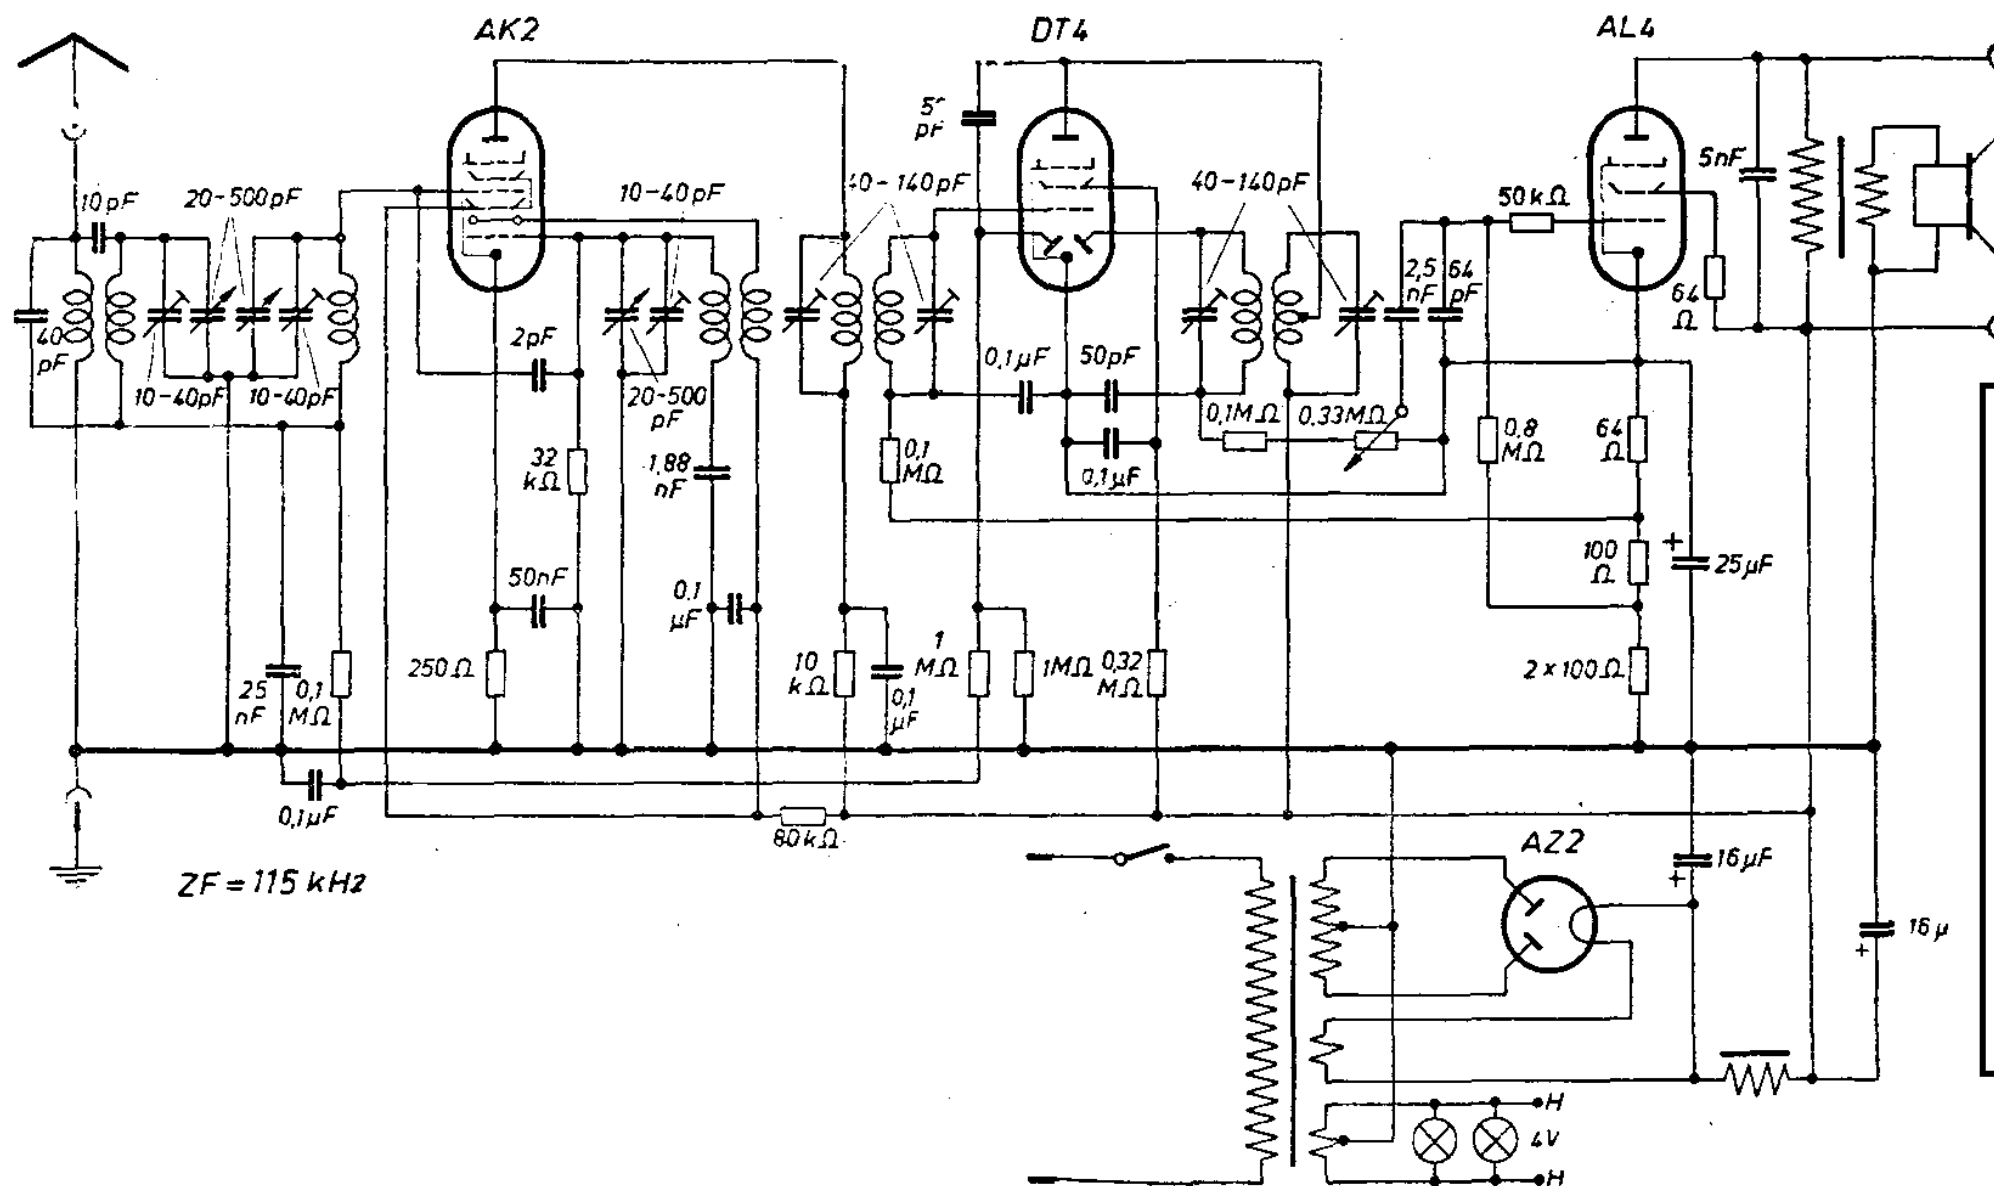 AK2
DT4
AL4
10pF
20-500pF
10-40pF
40-140pF
5
pF
40-140pF
50kΩ
5nF
2,5
nF
64
pF
64
Ω
40
pF
2pF
10-40pF
10-40pF
20-500
pF
0,1µF
50pF
0,1MΩ
0,33MΩ
32
kΩ
1,88
nF
0,1
MΩ
0,1µF
0,8
MΩ
64
Ω
50nF
0,1
µF
100
Ω
+
25µF
25
nF
0,1
MΩ
250Ω
10
kΩ
0,1
µF
1
MΩ
1MΩ
0,32
MΩ
2×100Ω
0,1µF
80kΩ
ZF=115 kHz
AZ2
16µF
+
16µ
+
H
4V
H